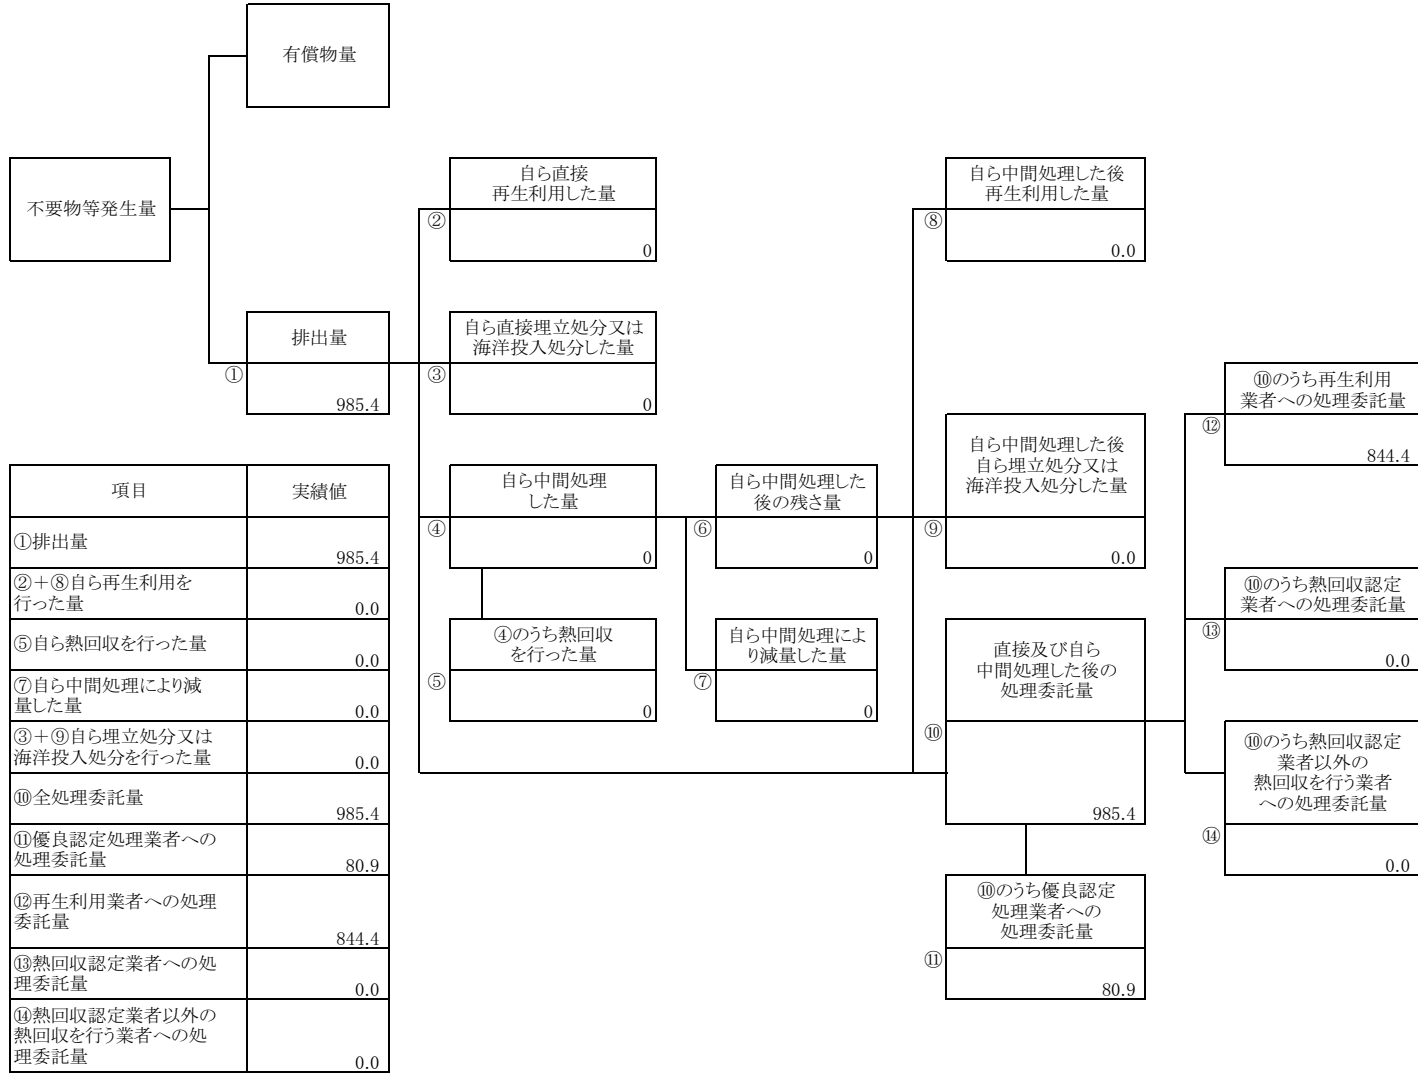 有償物量
不要物等発生量
自ら直接
再生利用した量
②
0
自ら中間処理した後
再生利用した量
⑧
0.0
排出量
①
985.4
自ら直接埋立処分又は
海洋投入処分した量
③
0
⑩のうち再生利用
業者への処理委託量
⑫
844.4
自ら中間処理
した量
④
0
自ら中間処理した
後の残さ量
⑥
0
自ら中間処理した後
自ら埋立処分又は
海洋投入処分した量
⑨
0.0
⑩のうち熱回収認定
業者への処理委託量
⑬
0.0
④のうち熱回収
を行った量
⑤
0
自ら中間処理によ
り減量した量
⑦
0
直接及び自ら
中間処理した後の
処理委託量
⑩
985.4
⑩のうち熱回収認定
業者以外の
熱回収を行う業者
への処理委託量
⑭
0.0
⑩のうち優良認定
処理業者への
処理委託量
⑪
80.9
項目
実績値
①排出量
985.4
②＋⑧自ら再生利用を
行った量
0.0
⑤自ら熱回収を行った量
0.0
⑦自ら中間処理により減
量した量
0.0
③＋⑨自ら埋立処分又は
海洋投入処分を行った量
0.0
⑩全処理委託量
985.4
⑪優良認定処理業者への
処理委託量
80.9
⑫再生利用業者への処理
委託量
844.4
⑬熱回収認定業者への処
理委託量
0.0
⑭熱回収認定業者以外の
熱回収を行う業者への処
理委託量
0.0